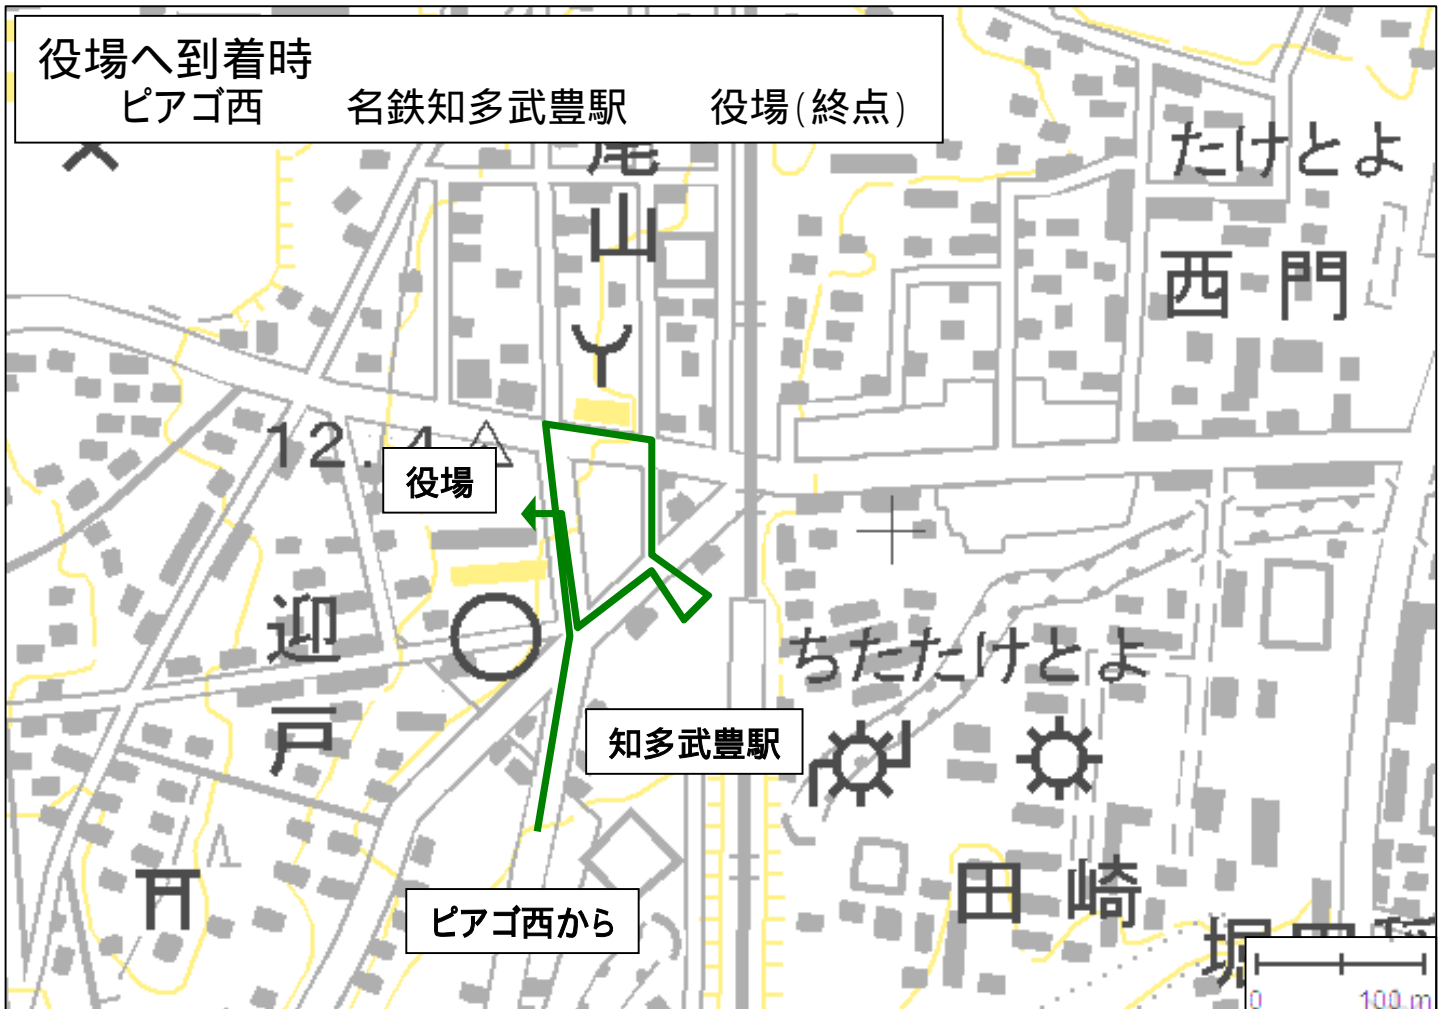 役場へ到着時
ピアゴ西 名鉄知多武豊駅 役場(終点)
尾山
たけとよ
西門
12.4
役場
迎戸
ちたたけとよ
知多武豊駅
田崎
ピアゴ西から
堀田
0 100 m